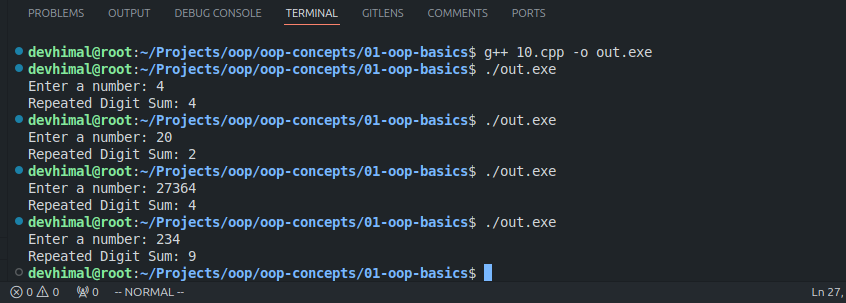 PROBLEMS OUTPUT DEBUG CONSOLE TERMINAL GITLENS COMMENTS PORTS
devhimal@root:~/Projects/oop/oop-concepts/01-oop-basics$ g++ 10.cpp -o out.exe
devhimal@root:~/Projects/oop/oop-concepts/01-oop-basics$ ./out.exe
Enter a number: 4
Repeated Digit Sum: 4
devhimal@root:~/Projects/oop/oop-concepts/01-oop-basics$ ./out.exe
Enter a number: 20
Repeated Digit Sum: 2
devhimal@root:~/Projects/oop/oop-concepts/01-oop-basics$ ./out.exe
Enter a number: 27364
Repeated Digit Sum: 4
devhimal@root:~/Projects/oop/oop-concepts/01-oop-basics$ ./out.exe
Enter a number: 234
Repeated Digit Sum: 9
devhimal@root:~/Projects/oop/oop-concepts/01-oop-basics$
0 0 0 -- NORMAL -- Ln 27,